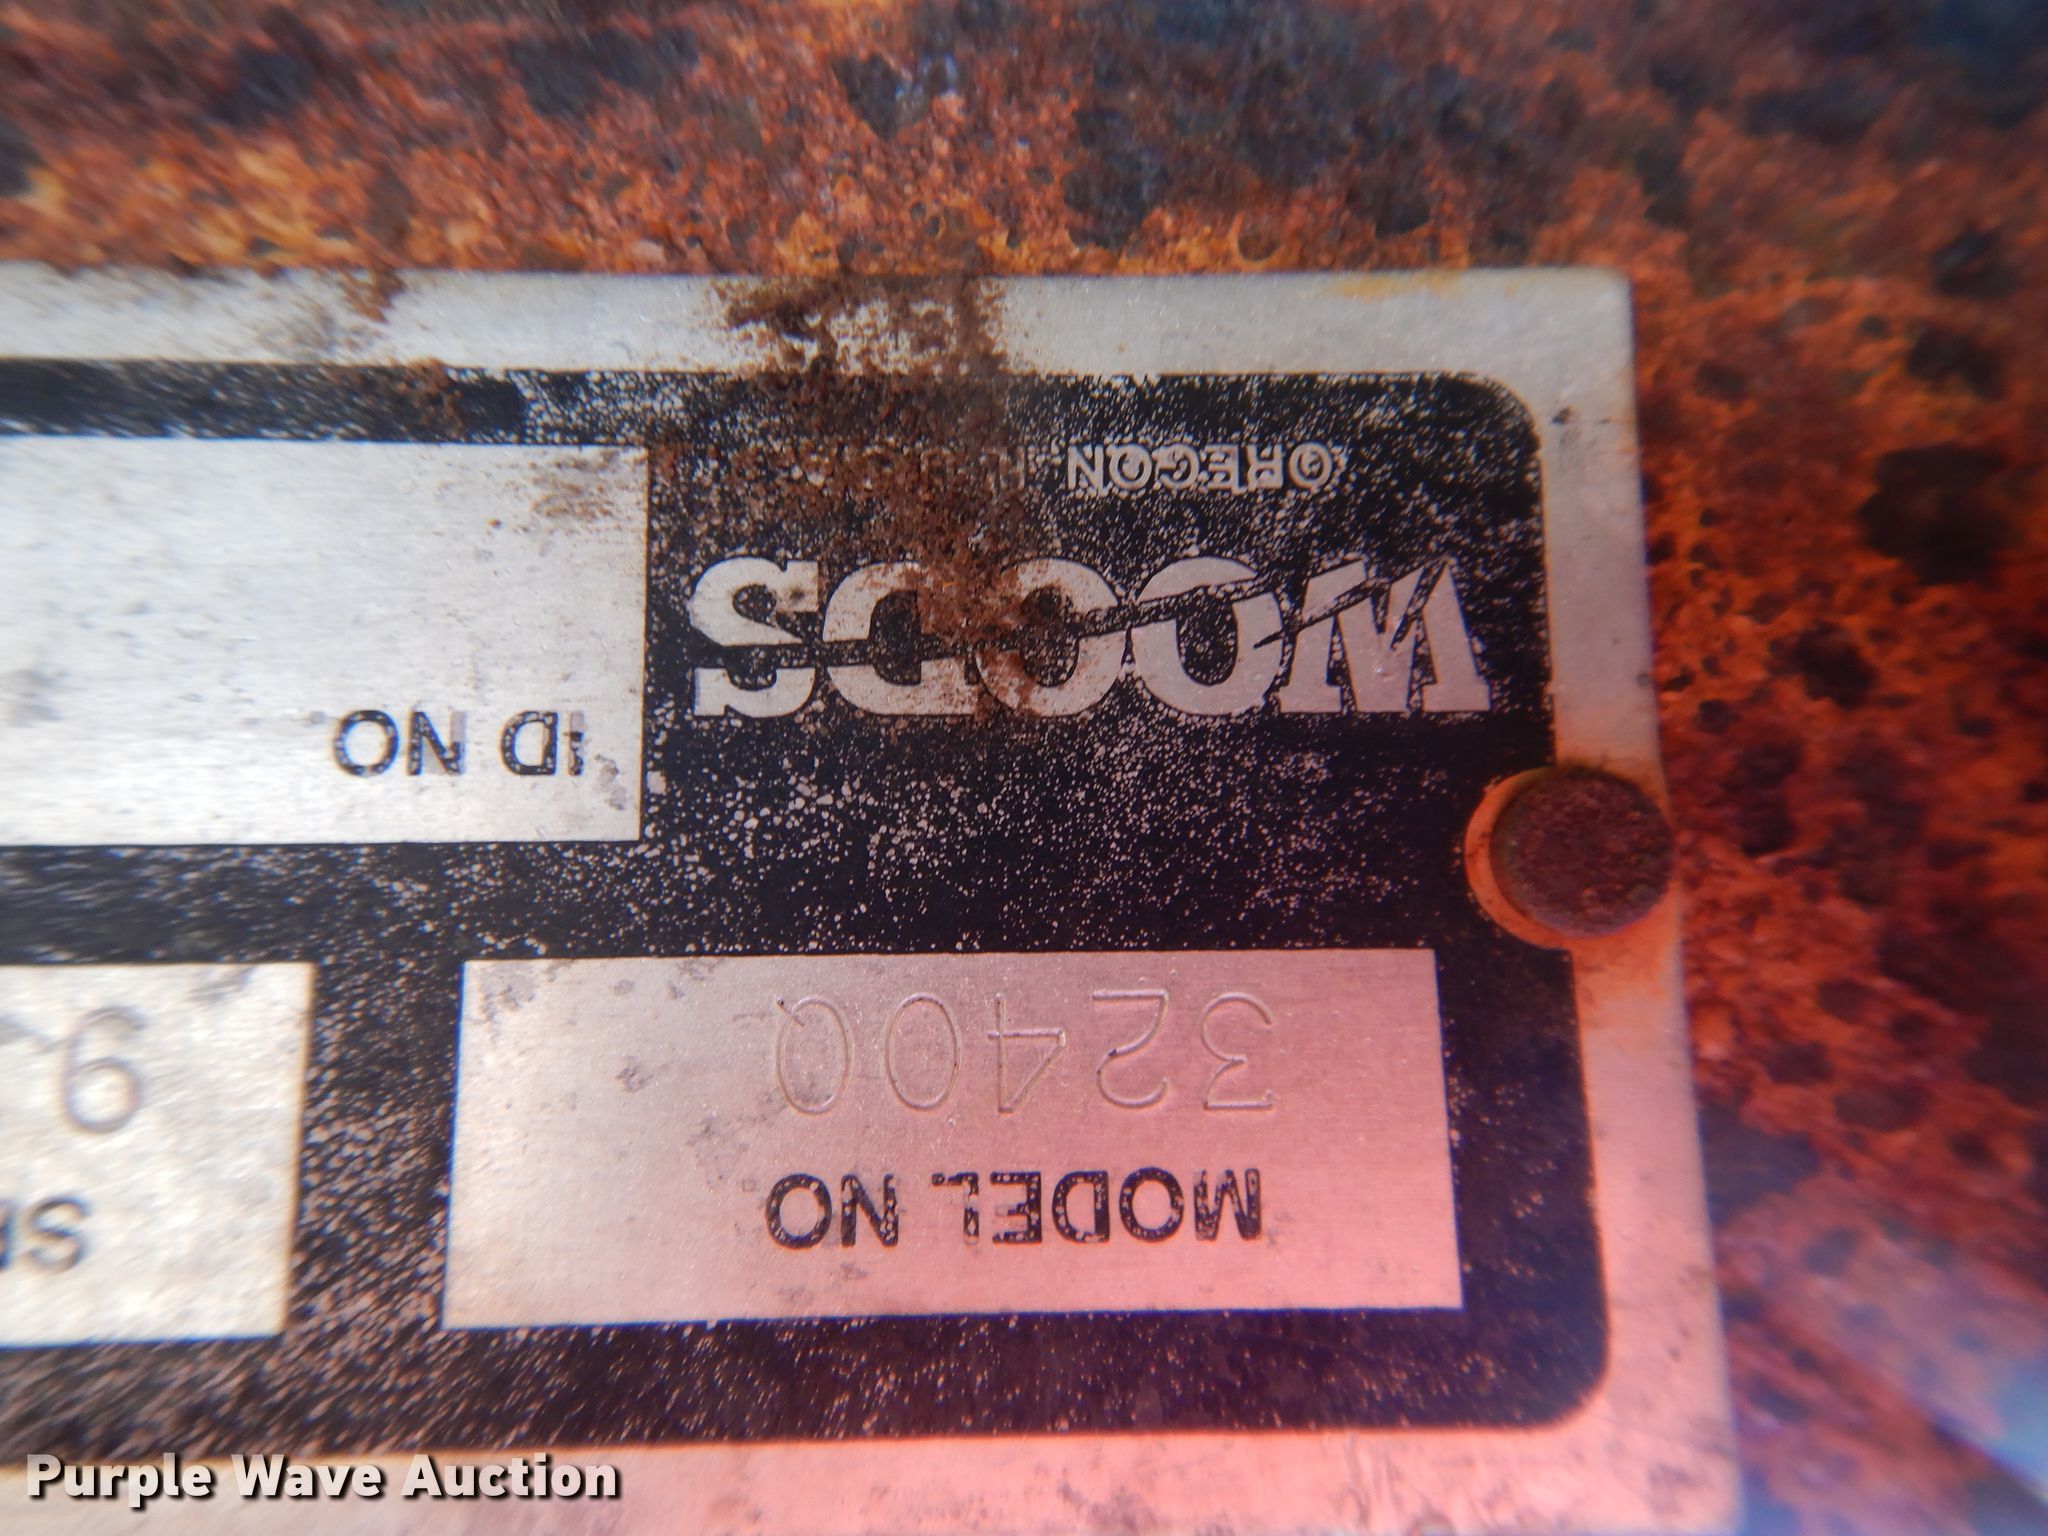 MODEL NO
3240Q
ID NO
WOODS
OREGON
Purple Wave Auction